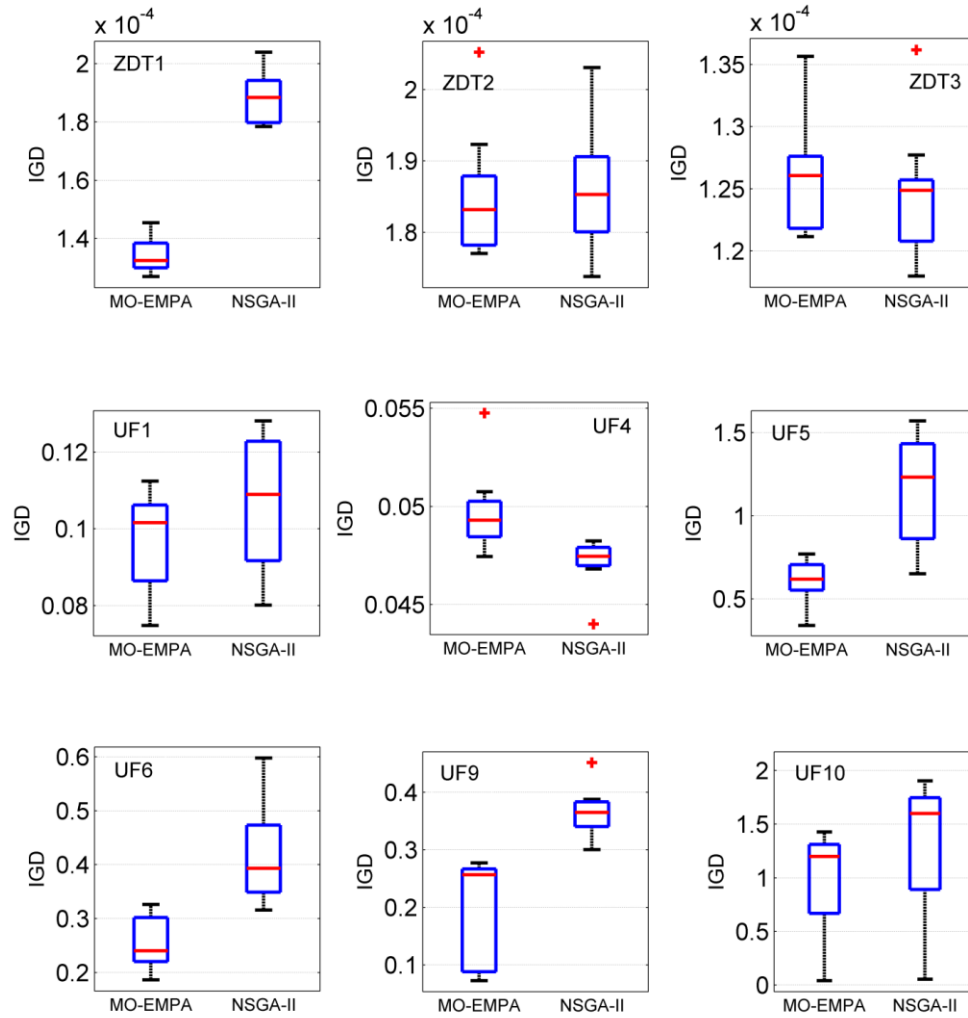 x 10⁻⁴
ZDT1
IGD
2
1.8
1.6
1.4
MO-EMPA NSGA-II
x 10⁻⁴
ZDT2
IGD
2
1.9
1.8
MO-EMPA NSGA-II
x 10⁻⁴
ZDT3
IGD
1.35
1.3
1.25
1.2
MO-EMPA NSGA-II
UF1
IGD
0.12
0.1
0.08
MO-EMPA NSGA-II
UF4
IGD
0.055
0.05
0.045
MO-EMPA NSGA-II
UF5
IGD
1.5
1
0.5
MO-EMPA NSGA-II
UF6
IGD
0.6
0.5
0.4
0.3
0.2
MO-EMPA NSGA-II
UF9
IGD
0.4
0.3
0.2
0.1
MO-EMPA NSGA-II
UF10
IGD
2
1.5
1
0.5
0
MO-EMPA NSGA-II